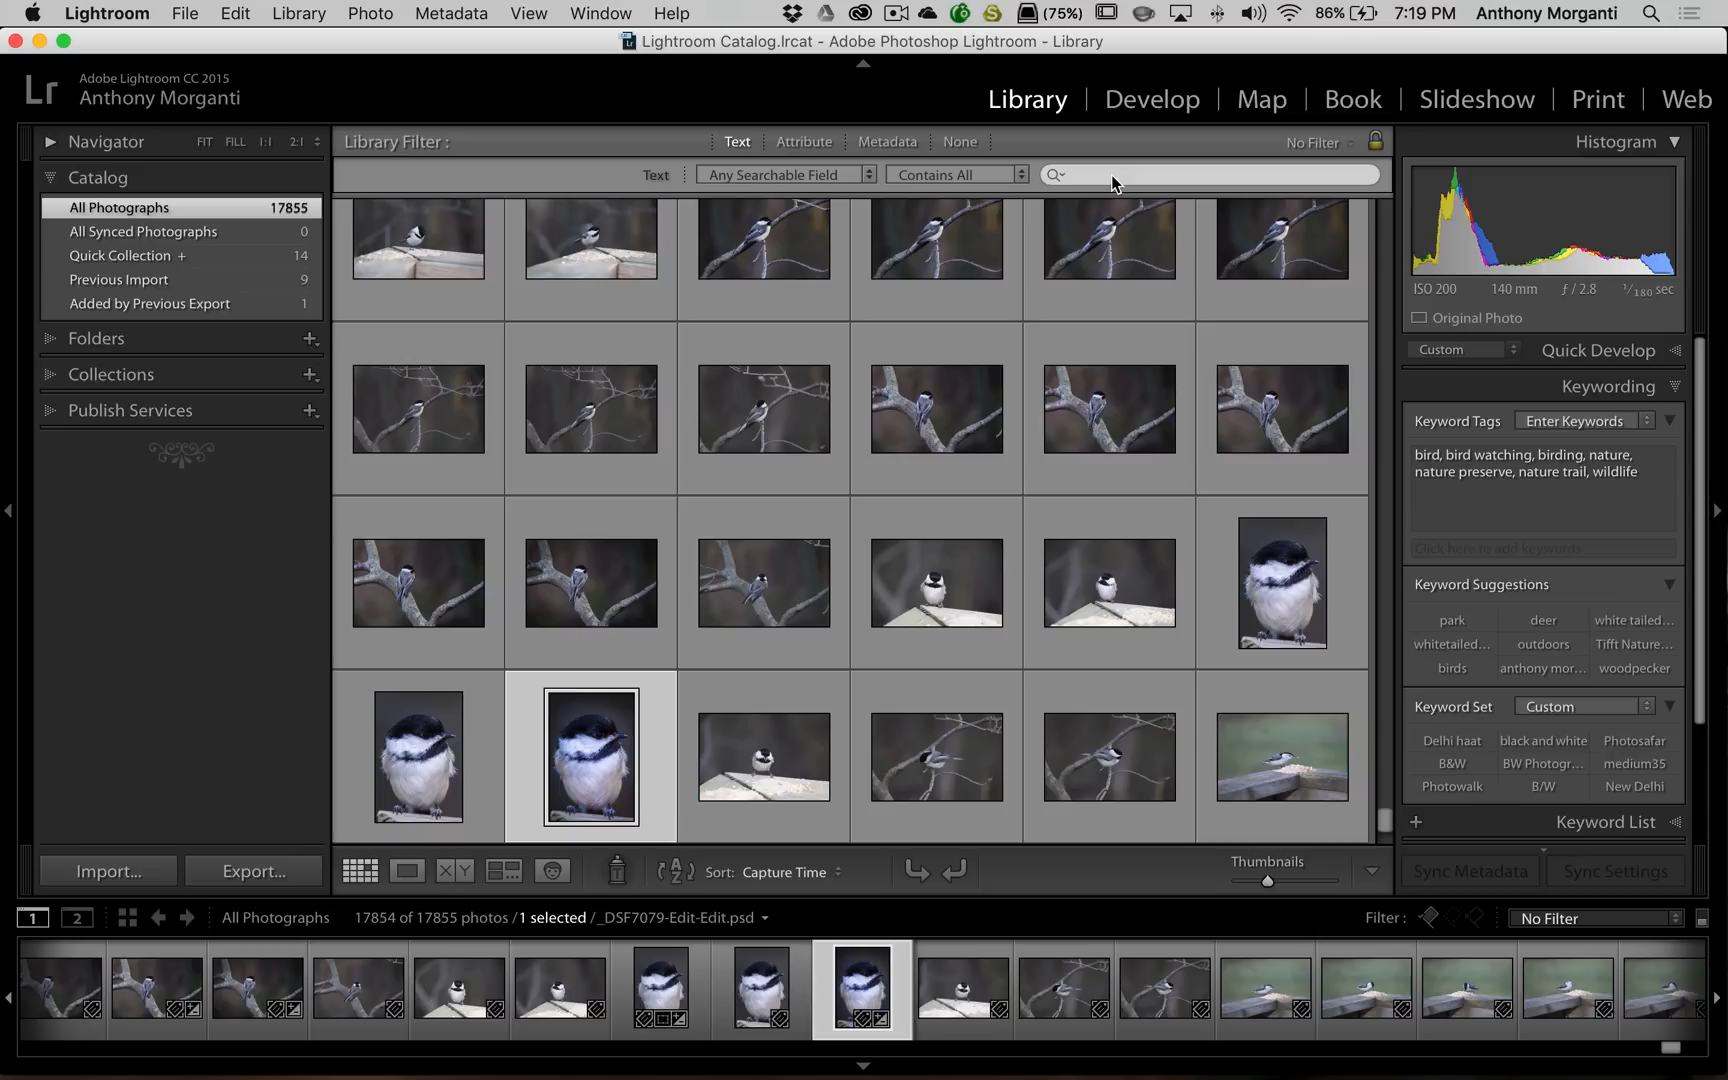 Lightroom File Edit Library Photo Metadata View Window Help (75%) 86% 7:19 PM Anthony Morganti
Lightroom Catalog.lrcat - Adobe Photoshop Lightroom - Library
Lr Adobe Lightroom CC 2015
Anthony Morganti
Library | Develop | Map | Book | Slideshow | Print | Web
Navigator FIT FILL 1:1 2:1
Catalog
All Photographs 17855
All Synced Photographs 0
Quick Collection + 14
Previous Import 9
Added by Previous Export 1
Folders
Collections
Publish Services
Import...
Export...
Library Filter : Text Attribute Metadata None No Filter
Text Any Searchable Field Contains All
Histogram
ISO 200 140 mm ƒ / 2.8 1/180 sec
Original Photo
Custom Quick Develop
Keywording
Keyword Tags Enter Keywords
bird, bird watching, birding, nature,
nature preserve, nature trail, wildlife
Click here to add keywords
Keyword Suggestions
park deer white tailed...
whitetailed... outdoors Tifft Nature...
birds anthony mor... woodpecker
Keyword Set Custom
Delhi haat black and white Photosafar
B&W BW Photogr... medium35
Photowalk B/W New Delhi
Keyword List
Sync Metadata Sync Settings
XY Sort: Capture Time Thumbnails
1 2 All Photographs 17854 of 17855 photos / 1 selected / _DSF7079-Edit-Edit.psd Filter : No Filter